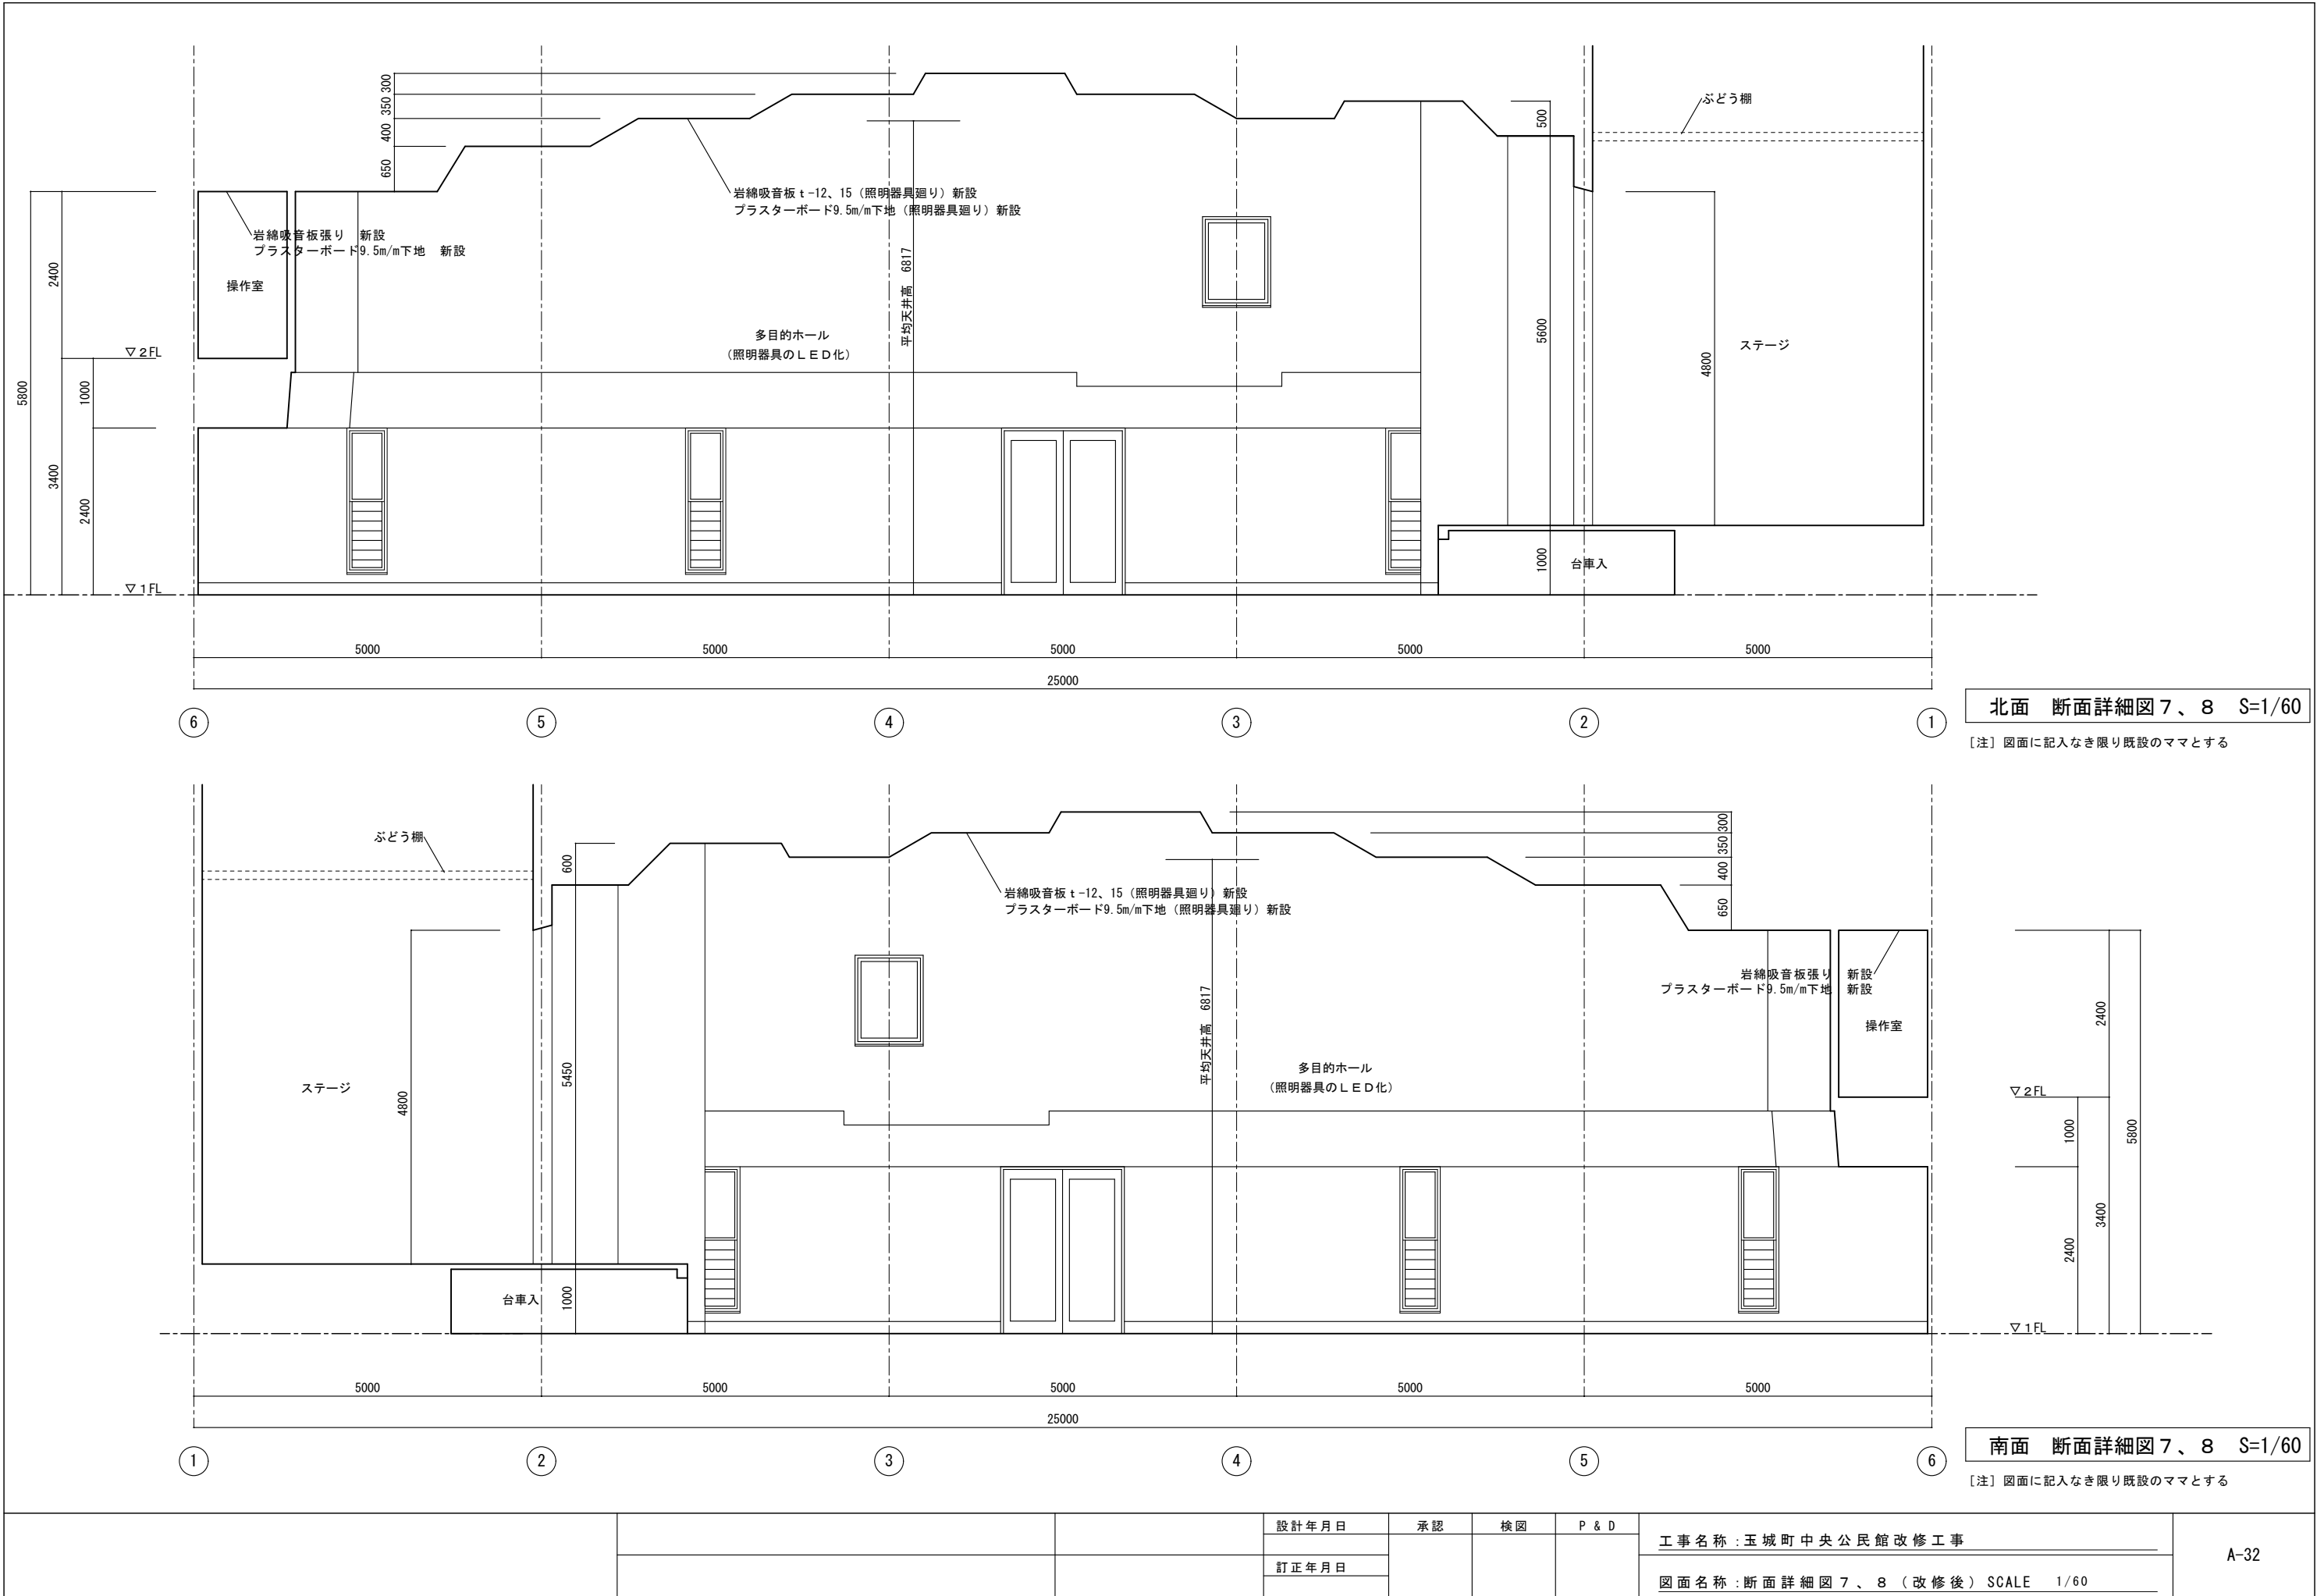 300
350
400
650
500
ぶどう棚
岩綿吸音板ｔ-12、15（照明器具廻り）新設
プラスターボード9.5m/m下地（照明器具廻り）新設
岩綿吸音板張り　新設
プラスターボード9.5m/m下地　新設
操作室
2400
平均天井高　6817
多目的ホール
（照明器具のＬＥＤ化）
5600
4800
ステージ
▽２FL
5800
1000
3400
2400
▽１FL
1000
台車入
5000
5000
5000
5000
5000
25000
6
5
4
3
2
1
北面　断面詳細図７、８　S=1/60
［注］図面に記入なき限り既設のママとする
ぶどう棚
600
300
350
400
650
岩綿吸音板ｔ-12、15（照明器具廻り）新設
プラスターボード9.5m/m下地（照明器具廻り）新設
岩綿吸音板張り　新設
プラスターボード9.5m/m下地　新設
操作室
平均天井高　6817
多目的ホール
（照明器具のＬＥＤ化）
5450
4800
ステージ
2400
▽２FL
1000
5800
3400
2400
台車入
1000
▽１FL
5000
5000
5000
5000
5000
25000
1
2
3
4
5
6
南面　断面詳細図７、８　S=1/60
［注］図面に記入なき限り既設のママとする
設計年月日
承認
検図
P & D
訂正年月日
工事名称：玉城町中央公民館改修工事
図面名称：断面詳細図７、８（改修後）SCALE　1/60
A-32